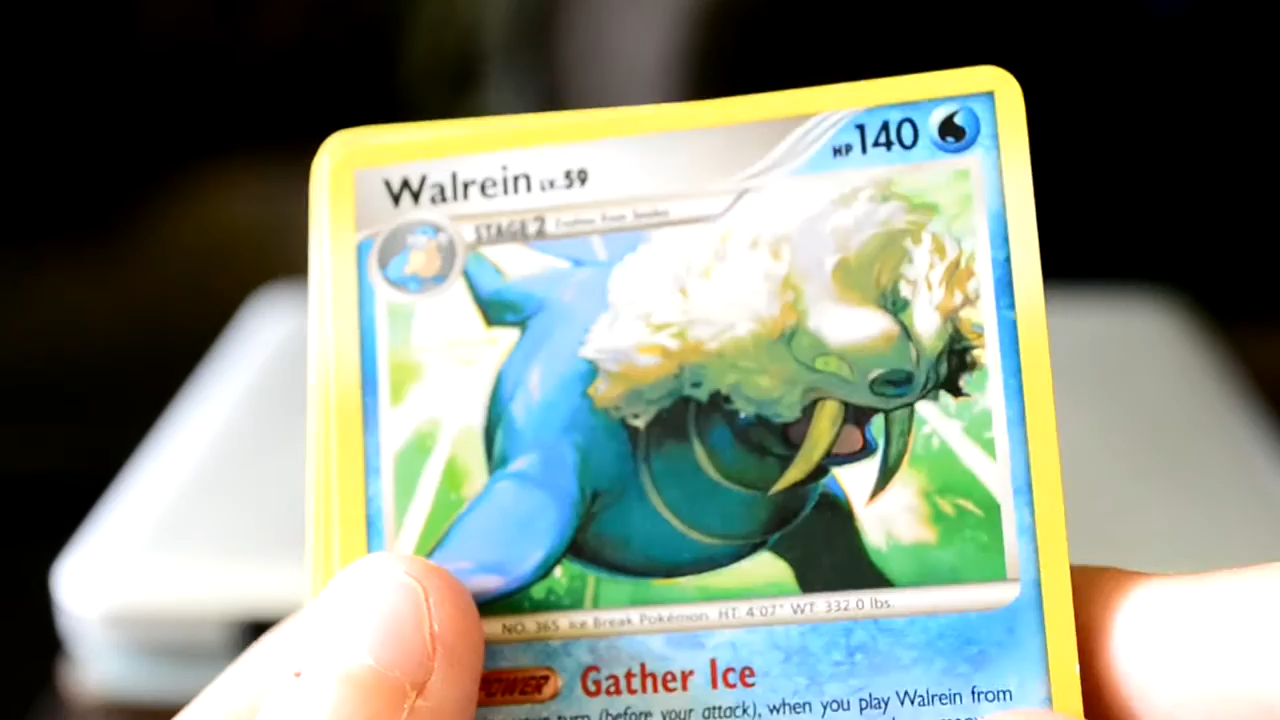 Walrein LV.59
HP 140
STAGE 2 Evolves from Sealeo
NO. 365 Ice Break Pokémon HT: 4'07" WT: 332.0 lbs.
POWER Gather Ice
turn (before your attack), when you play Walrein from